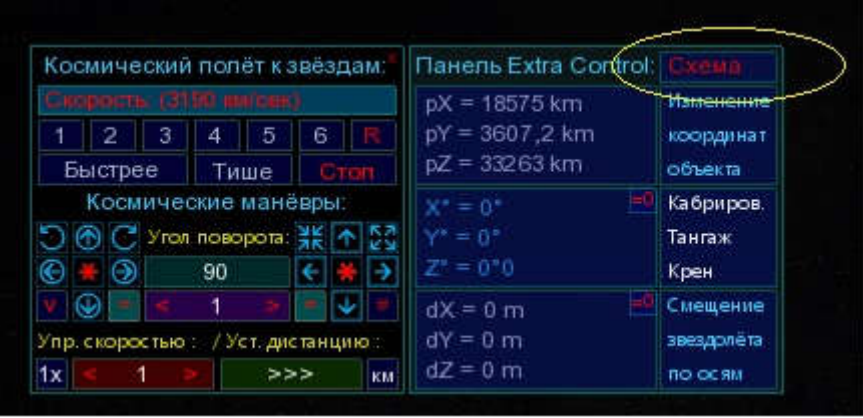 Космический полёт к звёздам:*
Скорость: (3190 км/сек)
1 2 3 4 5 6 R
Быстрее Тише Стоп
Космические манёвры:
Угол поворота:
* 90 *
v = < 1 > = =
Упр. скоростью : / Уст. дистанцию :
1x < 1 > >>> км
Панель Extra Control: Схема
pX = 18575 km
pY = 3607,2 km
pZ = 33263 km
Изменение
координат
объекта
X° = 0° =0
Y° = 0°
Z° = 0°0
Кабриров.
Тангаж
Крен
dX = 0 m =0
dY = 0 m
dZ = 0 m
Смещение
звездолёта
по осям